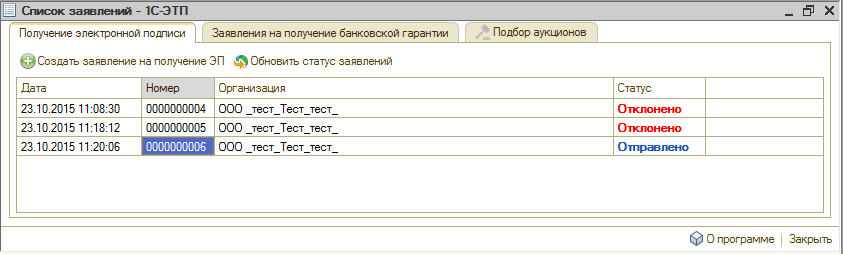 Список заявлений - 1С-ЭТП
Получение электронной подписи Заявления на получение банковской гарантии Подбор аукционов
Создать заявление на получение ЭП Обновить статус заявлений
Дата Номер Организация Статус
23.10.2015 11:08:30 0000000004 ООО _тест_Тест_тест_ Отклонено
23.10.2015 11:18:12 0000000005 ООО _тест_Тест_тест_ Отклонено
23.10.2015 11:20:06 0000000006 ООО _тест_Тест_тест_ Отправлено
О программе Закрыть